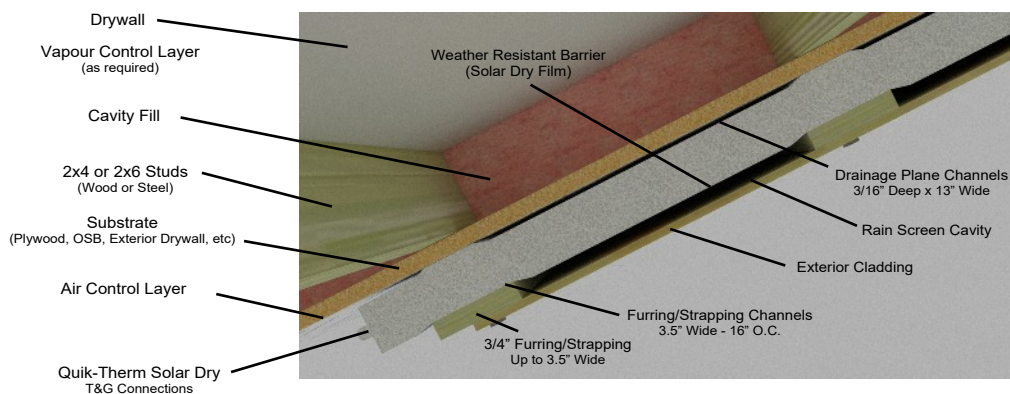 Drywall
Vapour Control Layer
(as required)
Cavity Fill
2x4 or 2x6 Studs
(Wood or Steel)
Substrate
(Plywood, OSB, Exterior Drywall, etc)
Air Control Layer
Quik-Therm Solar Dry
T&G Connections
Weather Resistant Barrier
(Solar Dry Film)
Drainage Plane Channels
3/16” Deep x 13” Wide
Rain Screen Cavity
Exterior Cladding
Furring/Strapping Channels
3.5” Wide - 16” O.C.
3/4” Furring/Strapping
Up to 3.5” Wide